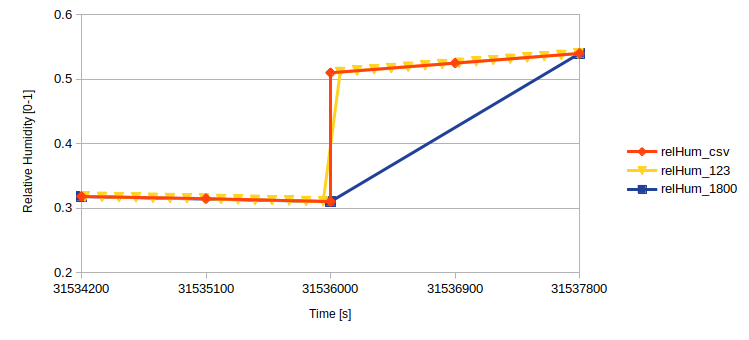 0.6
0.5
0.4
0.3
0.2
Relative Humidity [0-1]
31534200 31535100 31536000 31536900 31537800
Time [s]
relHum_csv
relHum_123
relHum_1800